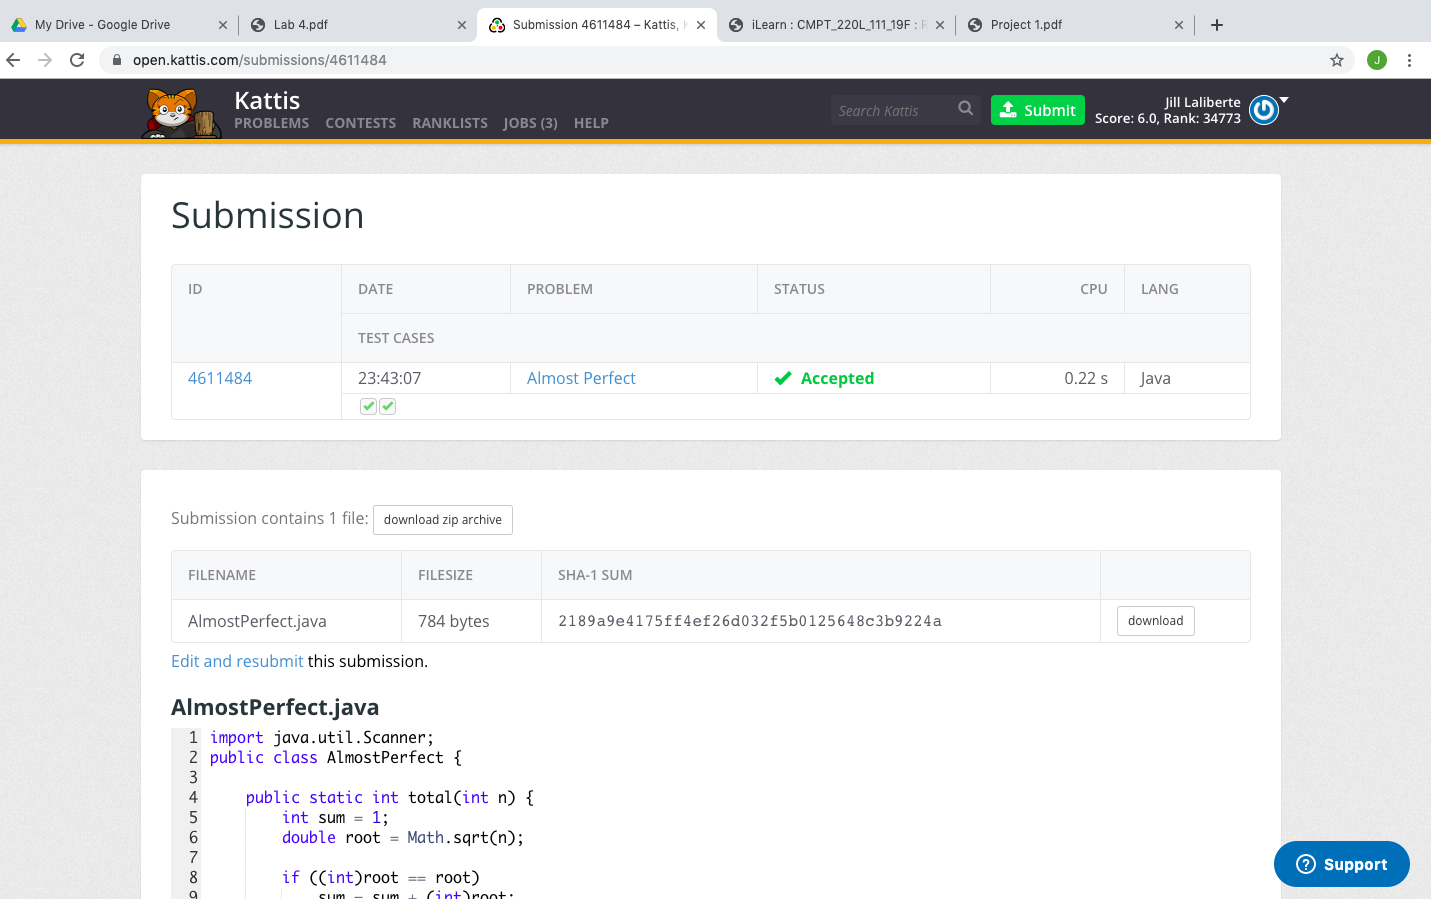 My Drive - Google Drive
Lab 4.pdf
Submission 4611484 – Kattis,
iLearn : CMPT_220L_111_19F :
Project 1.pdf
open.kattis.com/submissions/4611484
J
Kattis
PROBLEMS CONTESTS RANKLISTS JOBS (3) HELP
Search Kattis
Submit
Jill Laliberte
Score: 6.0, Rank: 34773
Submission
ID DATE PROBLEM STATUS CPU LANG
TEST CASES
4611484 23:43:07 Almost Perfect Accepted 0.22 s Java
Submission contains 1 file: download zip archive
FILENAME FILESIZE SHA-1 SUM
AlmostPerfect.java 784 bytes 2189a9e4175ff4ef26d032f5b0125648c3b9224a download
Edit and resubmit this submission.
AlmostPerfect.java
1 import java.util.Scanner;
2 public class AlmostPerfect {
3
4 public static int total(int n) {
5 int sum = 1;
6 double root = Math.sqrt(n);
7
8 if ((int)root == root)
9 sum = sum + (int)root;
Support